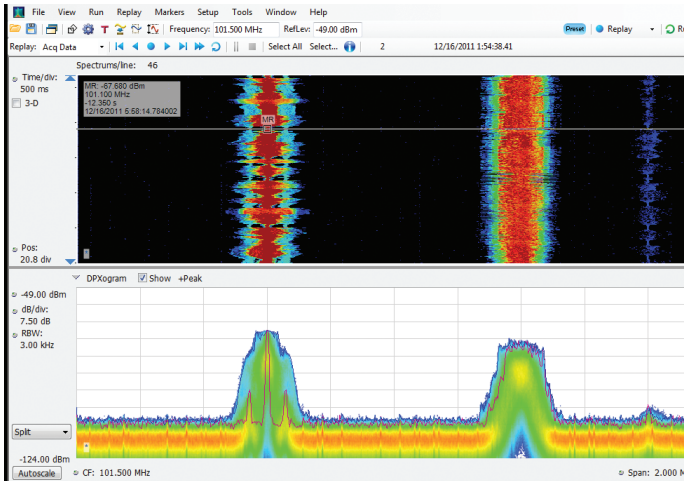 File View Run Replay Markers Setup Tools Window Help
Frequency: 101.500 MHz RefLev: -49.00 dBm Preset Replay
Replay: Acq Data Select All Select... 2 12/16/2011 1:54:38.41
Spectrums/line: 46
Time/div:
500 ms
3-D
MR: -67.680 dBm
101.100 MHz
-12.350 s
12/16/2011 5:58:14.784002
MR
Pos:
20.8 div
DPXogram Show +Peak
-49.00 dBm
dB/div:
7.50 dB
RBW:
3.00 kHz
Split
-124.00 dBm
Autoscale CF: 101.500 MHz Span: 2.000 M